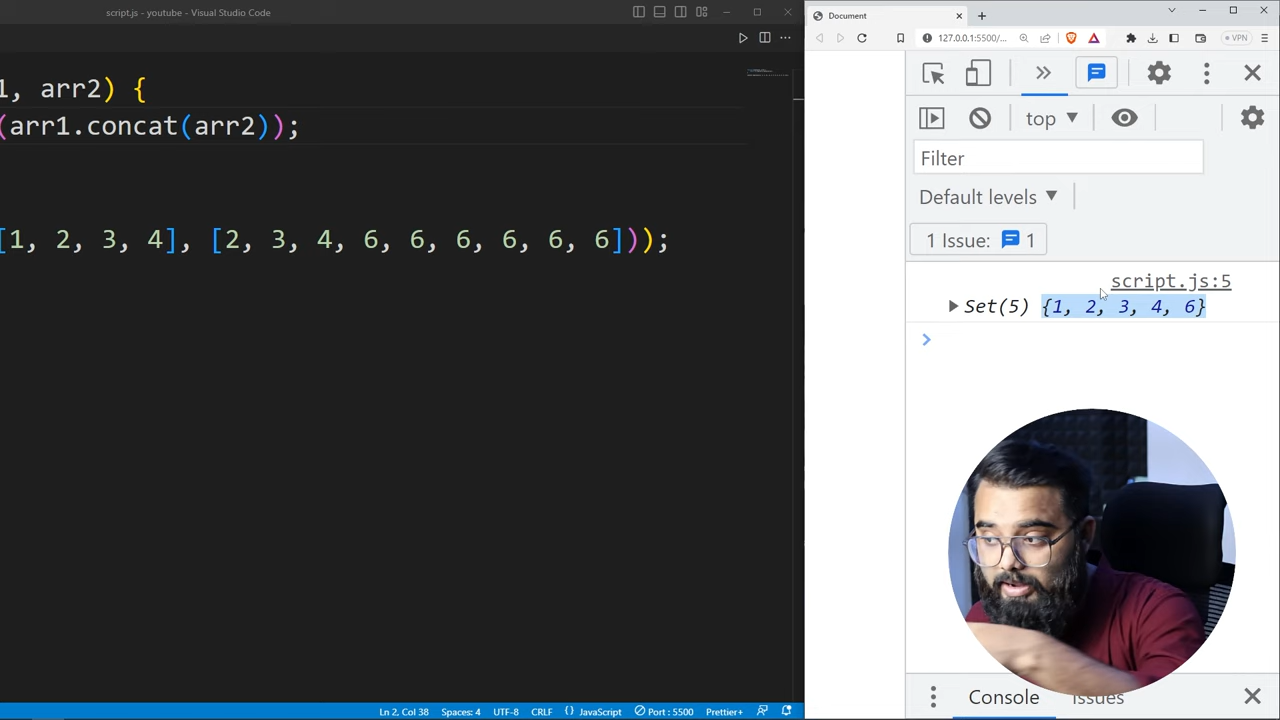 script.js - youtube - Visual Studio Code
1, arr2) {
(arr1.concat(arr2));
[1, 2, 3, 4], [2, 3, 4, 6, 6, 6, 6, 6, 6]));
Ln 2, Col 38 Spaces: 4 UTF-8 CRLF {} JavaScript Port : 5500 Prettier+
Document
127.0.0.1:5500/... VPN
top
Filter
Default levels
1 Issue: 1
script.js:5
Set(5) {1, 2, 3, 4, 6}
Console Issues